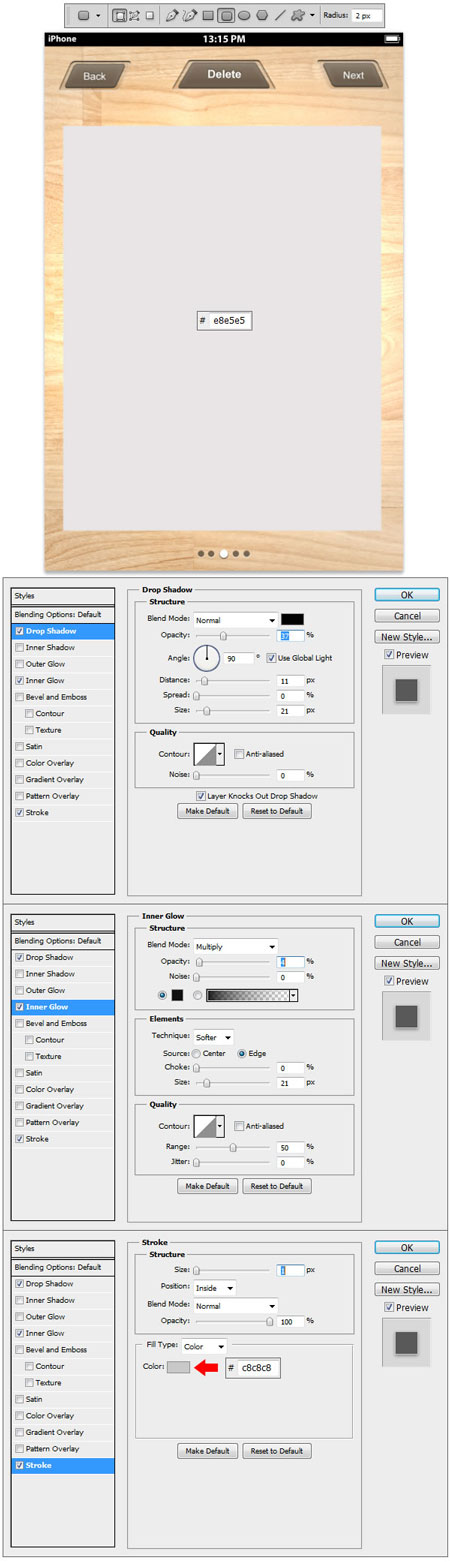 Radius: 2 px
iPhone 13:15 PM
Back Delete Next
# e8e5e5
Styles
Blending Options: Default
Drop Shadow
Inner Shadow
Outer Glow
Inner Glow
Bevel and Emboss
Contour
Texture
Satin
Color Overlay
Gradient Overlay
Pattern Overlay
Stroke
Drop Shadow
Structure
Blend Mode: Normal
Opacity: 37 %
Angle: 90 ° Use Global Light
Distance: 11 px
Spread: 0 %
Size: 21 px
Quality
Contour: Anti-aliased
Noise: 0 %
Layer Knocks Out Drop Shadow
Make Default Reset to Default
OK
Cancel
New Style...
Preview
Styles
Blending Options: Default
Drop Shadow
Inner Shadow
Outer Glow
Inner Glow
Bevel and Emboss
Contour
Texture
Satin
Color Overlay
Gradient Overlay
Pattern Overlay
Stroke
Inner Glow
Structure
Blend Mode: Multiply
Opacity: 4 %
Noise: 0 %
Elements
Technique: Softer
Source: Center Edge
Choke: 0 %
Size: 21 px
Quality
Contour: Anti-aliased
Range: 50 %
Jitter: 0 %
Make Default Reset to Default
OK
Cancel
New Style...
Preview
Styles
Blending Options: Default
Drop Shadow
Inner Shadow
Outer Glow
Inner Glow
Bevel and Emboss
Contour
Texture
Satin
Color Overlay
Gradient Overlay
Pattern Overlay
Stroke
Stroke
Structure
Size: 1 px
Position: Inside
Blend Mode: Normal
Opacity: 100 %
Fill Type: Color
Color: # c8c8c8
Make Default Reset to Default
OK
Cancel
New Style...
Preview